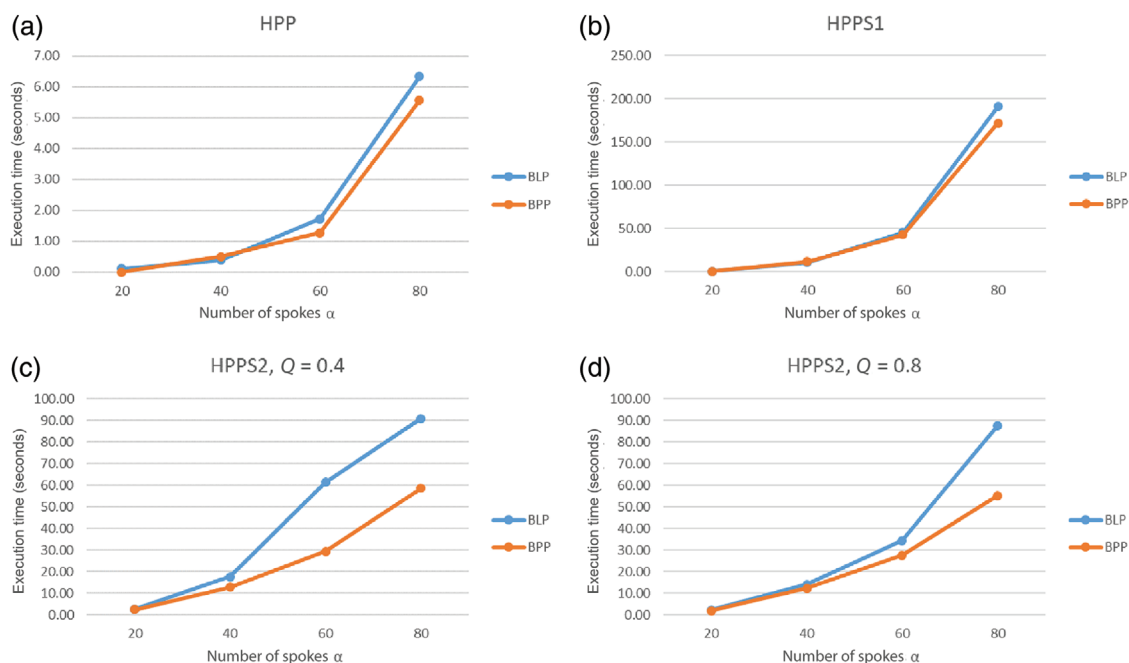 (a)
HPP
Execution time (seconds)
7.00
6.00
5.00
4.00
3.00
2.00
1.00
0.00
20 40 60 80
Number of spokes α
BLP
BPP
(b)
HPPS1
Execution time (seconds)
250.00
200.00
150.00
100.00
50.00
0.00
20 40 60 80
Number of spokes α
BLP
BPP
(c)
HPPS2, Q = 0.4
Execution time (seconds)
100.00
90.00
80.00
70.00
60.00
50.00
40.00
30.00
20.00
10.00
0.00
20 40 60 80
Number of spokes α
BLP
BPP
(d)
HPPS2, Q = 0.8
Execution time (seconds)
100.00
90.00
80.00
70.00
60.00
50.00
40.00
30.00
20.00
10.00
0.00
20 40 60 80
Number of spokes α
BLP
BPP